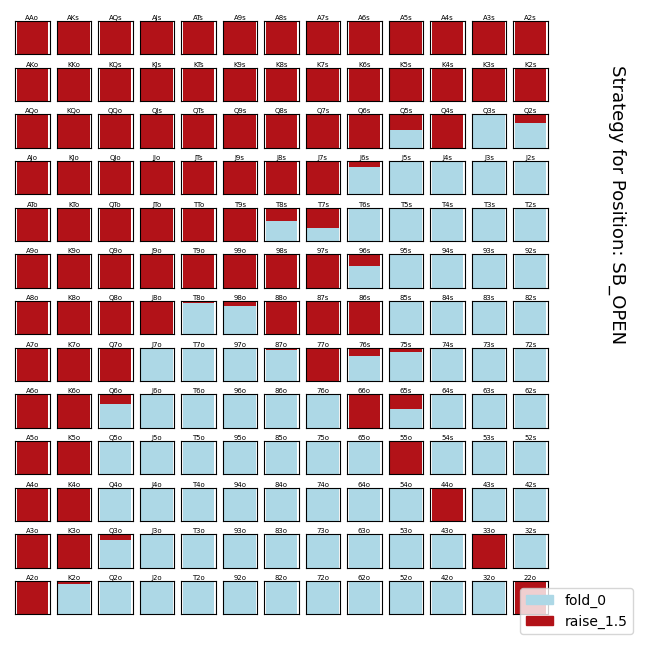 AAo AKs AQs AJs ATs A9s A8s A7s A6s A5s A4s A3s A2s
AKo KKo KQs KJs KTs K9s K8s K7s K6s K5s K4s K3s K2s
AQo KQo QQo QJs QTs Q9s Q8s Q7s Q6s Q5s Q4s Q3s Q2s
AJo KJo QJo JJo JTs J9s J8s J7s J6s J5s J4s J3s J2s
ATo KTo QTo JTo TTo T9s T8s T7s T6s T5s T4s T3s T2s
A9o K9o Q9o J9o T9o 99o 98s 97s 96s 95s 94s 93s 92s
A8o K8o Q8o J8o T8o 98o 88o 87s 86s 85s 84s 83s 82s
A7o K7o Q7o J7o T7o 97o 87o 77o 76s 75s 74s 73s 72s
A6o K6o Q6o J6o T6o 96o 86o 76o 66o 65s 64s 63s 62s
A5o K5o Q5o J5o T5o 95o 85o 75o 65o 55o 54s 53s 52s
A4o K4o Q4o J4o T4o 94o 84o 74o 64o 54o 44o 43s 42s
A3o K3o Q3o J3o T3o 93o 83o 73o 63o 53o 43o 33o 32s
A2o K2o Q2o J2o T2o 92o 82o 72o 62o 52o 42o 32o 22o
Strategy for Position: SB_OPEN
fold_0
raise_1.5